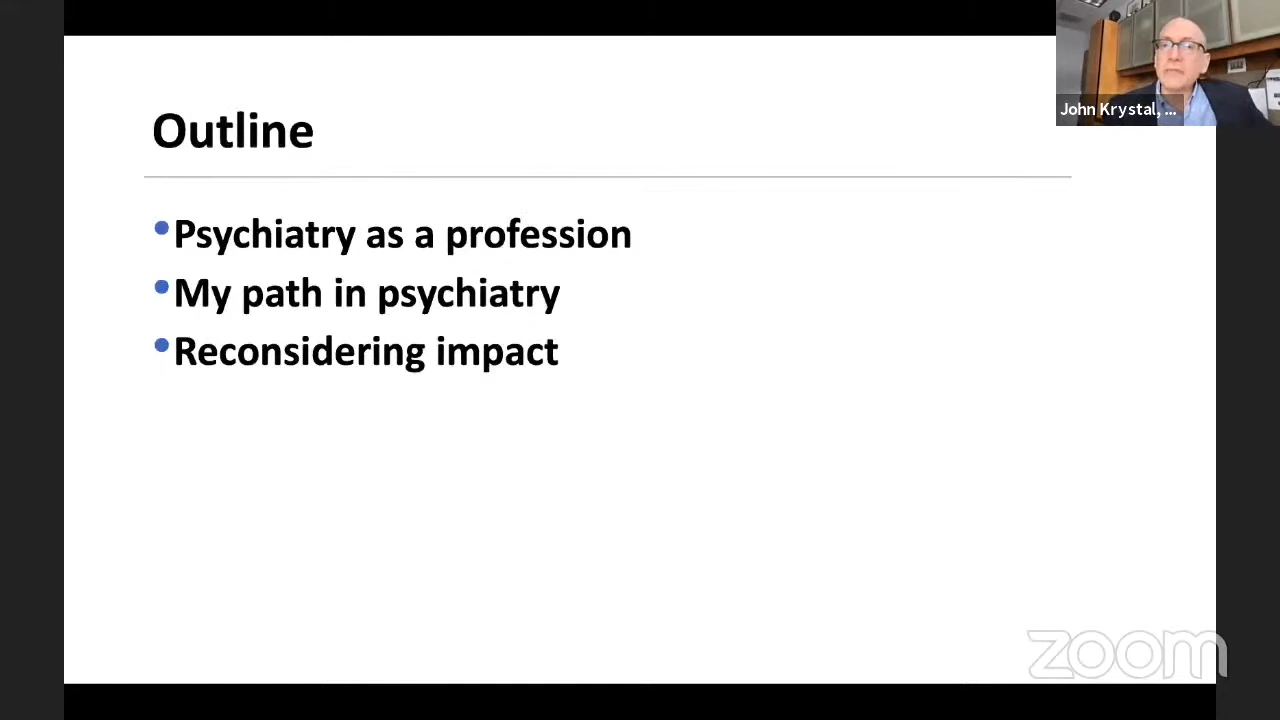 Outline
John Krystal, ...
• Psychiatry as a profession
• My path in psychiatry
• Reconsidering impact
zoom